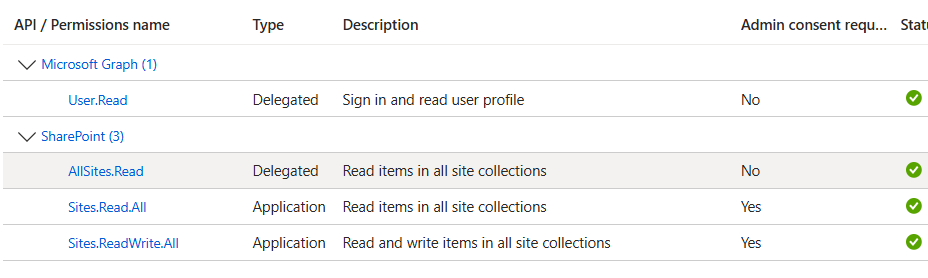 API / Permissions name Type Description Admin consent requ... Statu
Microsoft Graph (1)
User.Read Delegated Sign in and read user profile No
SharePoint (3)
AllSites.Read Delegated Read items in all site collections No
Sites.Read.All Application Read items in all site collections Yes
Sites.ReadWrite.All Application Read and write items in all site collections Yes